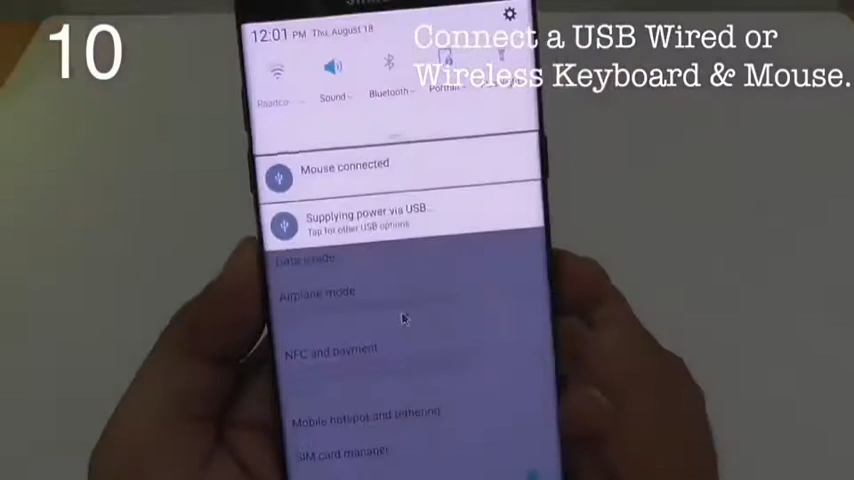 10
Connect a USB Wired or
Wireless Keyboard & Mouse.
12:01 PM Thu, August 18
Sound
Bluetooth
Mouse connected
Supplying power via USB...
Tap for other USB options
Data usage
Airplane mode
NFC and payment
Mobile hotspot and tethering
SIM card manager